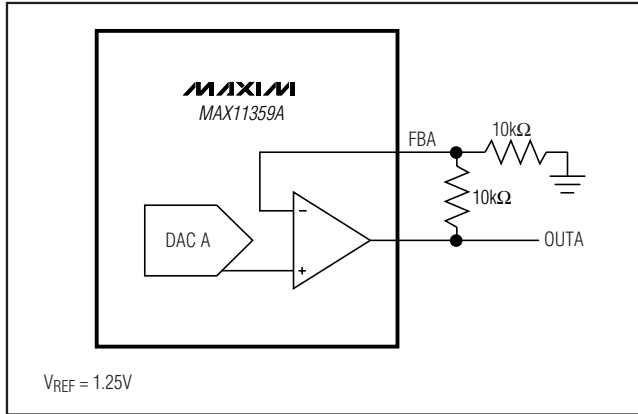 MAXIM
MAX11359A
FBA
10kΩ
10kΩ
DAC A
−
+
OUTA
VREF = 1.25V